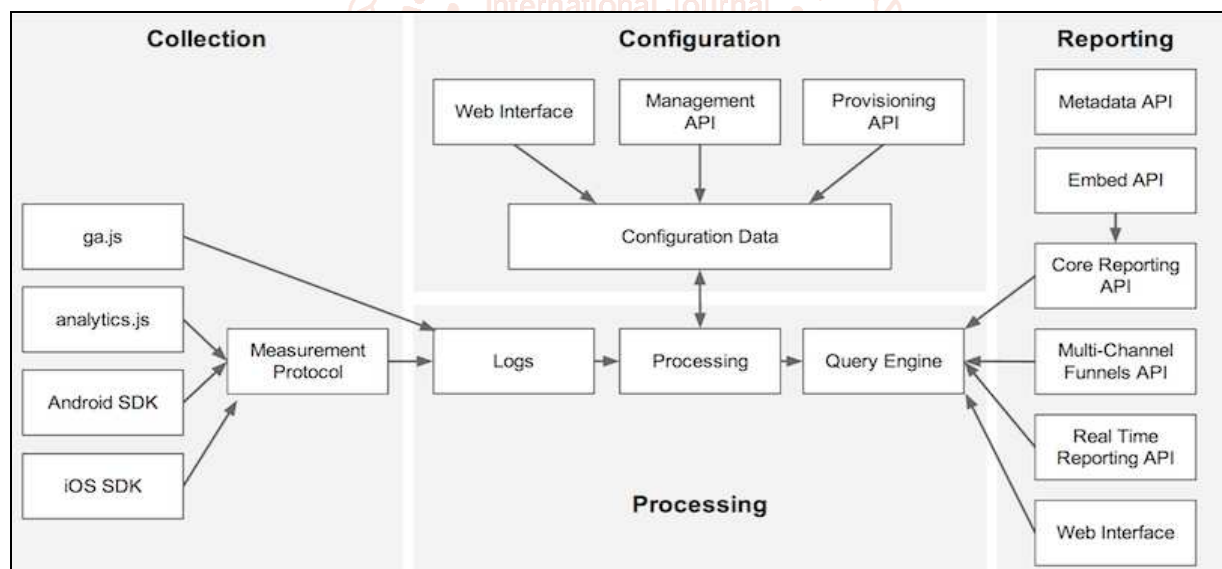 International Journal
Collection
Configuration
Reporting
Web Interface
Management
API
Provisioning
API
Metadata API
Embed API
ga.js
Configuration Data
Core Reporting
API
analytics.js
Measurement
Protocol
Logs
Processing
Query Engine
Multi-Channel
Funnels API
Android SDK
Real Time
Reporting API
iOS SDK
Processing
Web Interface